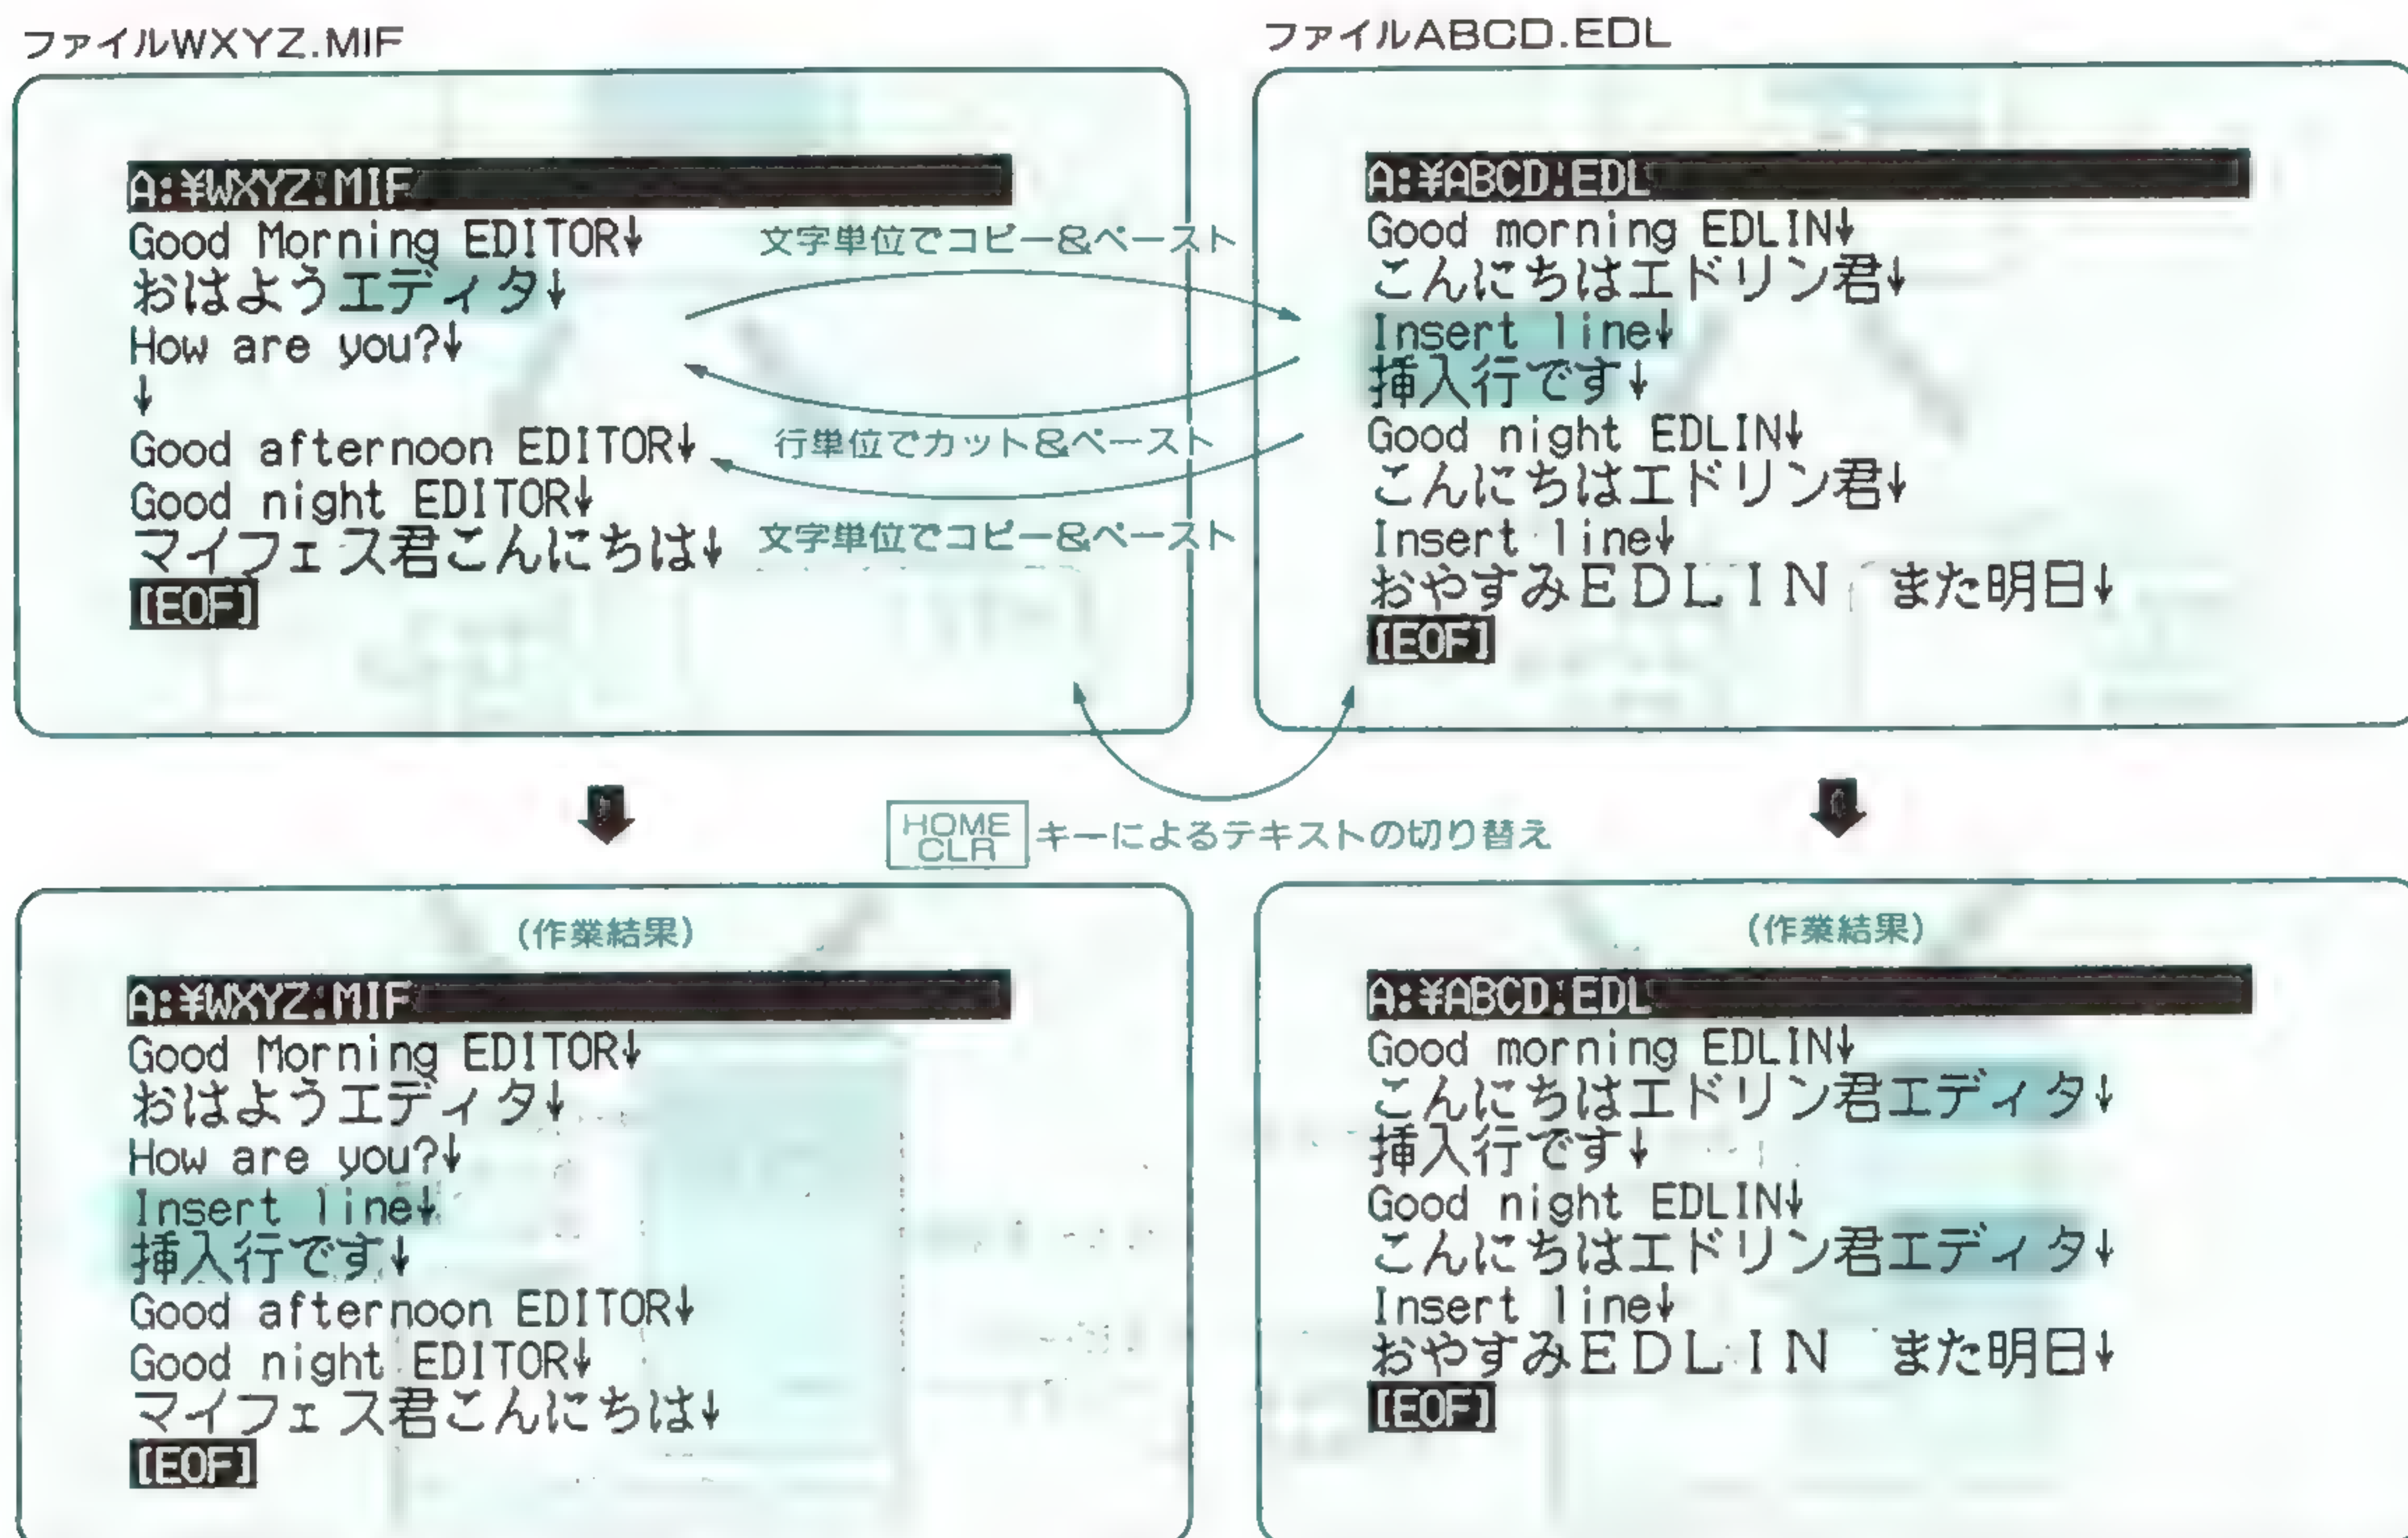 ファイルWXYZ.MIF
A:¥WXYZ.MIF
Good Morning EDITOR↓
おはようエディタ↓
How are you?↓
↓
Good afternoon EDITOR↓
Good night EDITOR↓
マイフェス君こんにちは↓
[EOF]
文字単位でコピー&ペースト
行単位でカット&ペースト
文字単位でコピー&ペースト
ファイルABCD.EDL
A:¥ABCD.EDL
Good morning EDLIN↓
こんにちはエドリン君↓
Insert line↓
挿入行です↓
Good night EDLIN↓
こんにちはエドリン君↓
Insert line↓
おやすみEDLIN また明日↓
[EOF]
HOME
CLR
キーによるテキストの切り替え
(作業結果)
A:¥WXYZ.MIF
Good Morning EDITOR↓
おはようエディタ↓
How are you?↓
Insert line↓
挿入行です↓
Good afternoon EDITOR↓
Good night EDITOR↓
マイフェス君こんにちは↓
[EOF]
(作業結果)
A:¥ABCD.EDL
Good morning EDLIN↓
こんにちはエドリン君エディタ↓
挿入行です↓
Good night EDLIN↓
こんにちはエドリン君エディタ↓
Insert line↓
おやすみEDLIN また明日↓
[EOF]